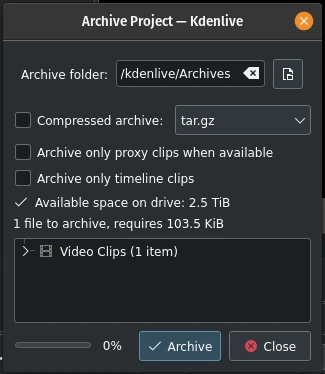 Archive Project — Kdenlive
Archive folder: /kdenlive/Archives
Compressed archive: tar.gz
Archive only proxy clips when available
Archive only timeline clips
Available space on drive: 2.5 TiB
1 file to archive, requires 103.5 KiB
Video Clips (1 item)
0% Archive Close